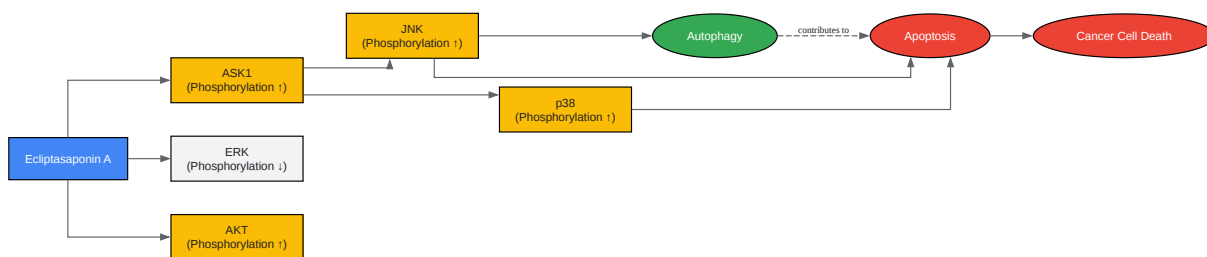 JNK
(Phosphorylation ↑)
Autophagy
contributes to
Apoptosis
Cancer Cell Death
ASK1
(Phosphorylation ↑)
p38
(Phosphorylation ↑)
Ecliptasaponin A
ERK
(Phosphorylation ↓)
AKT
(Phosphorylation ↑)